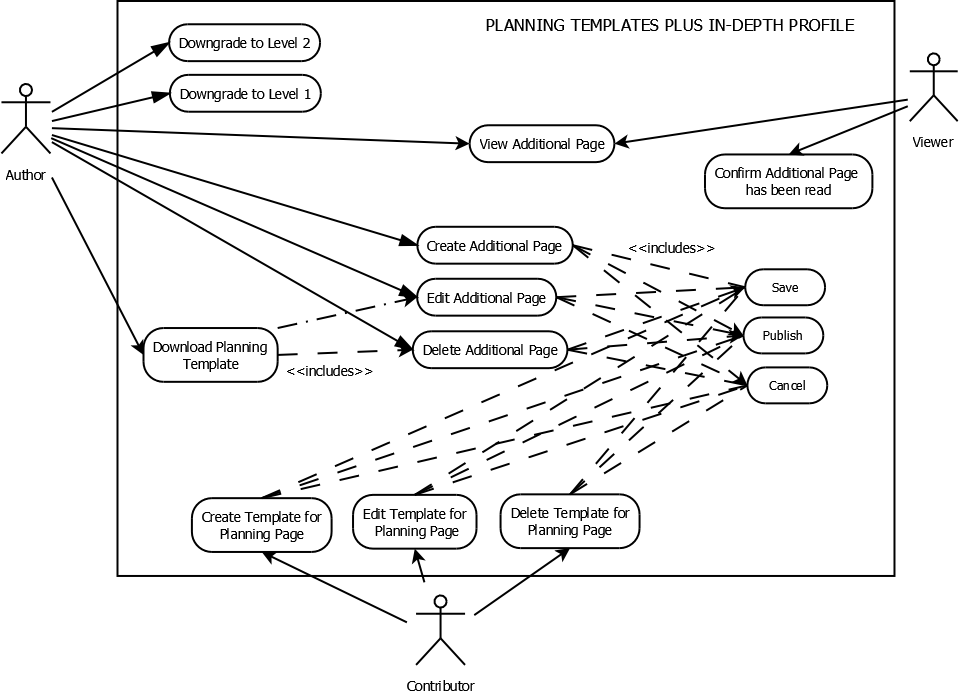 PLANNING TEMPLATES PLUS IN-DEPTH PROFILE
Downgrade to Level 2
Downgrade to Level 1
Author
View Additional Page
Viewer
Confirm Additional Page
has been read
Create Additional Page
<<includes>>
Edit Additional Page
Save
Download Planning
Template
Delete Additional Page
<<includes>>
Publish
Cancel
Create Template for
Planning Page
Edit Template for
Planning Page
Delete Template for
Planning Page
Contributor